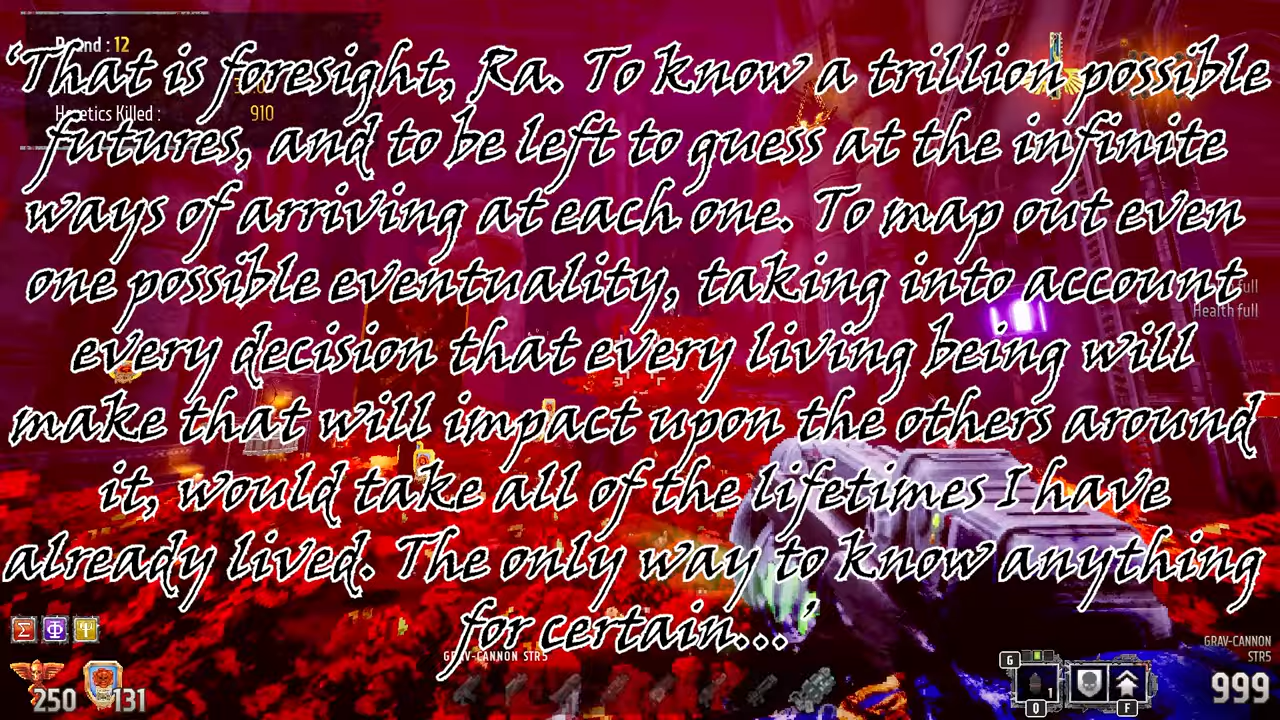 Round : 12
‘That is foresight, Ra. To know a trillion possible
Heretics Killed : 910
futures, and to be left to guess at the infinite
ways of arriving at each one. To map out even
one possible eventuality, taking into account
full
Health full
every decision that every living being will
make that will impact upon the others around
it, would take all of the lifetimes I have
already lived. The only way to know anything
for certain...’
GRAV-CANNON STR5
GRAV-CANNON
STR5
250 131
G
1
0
F
999